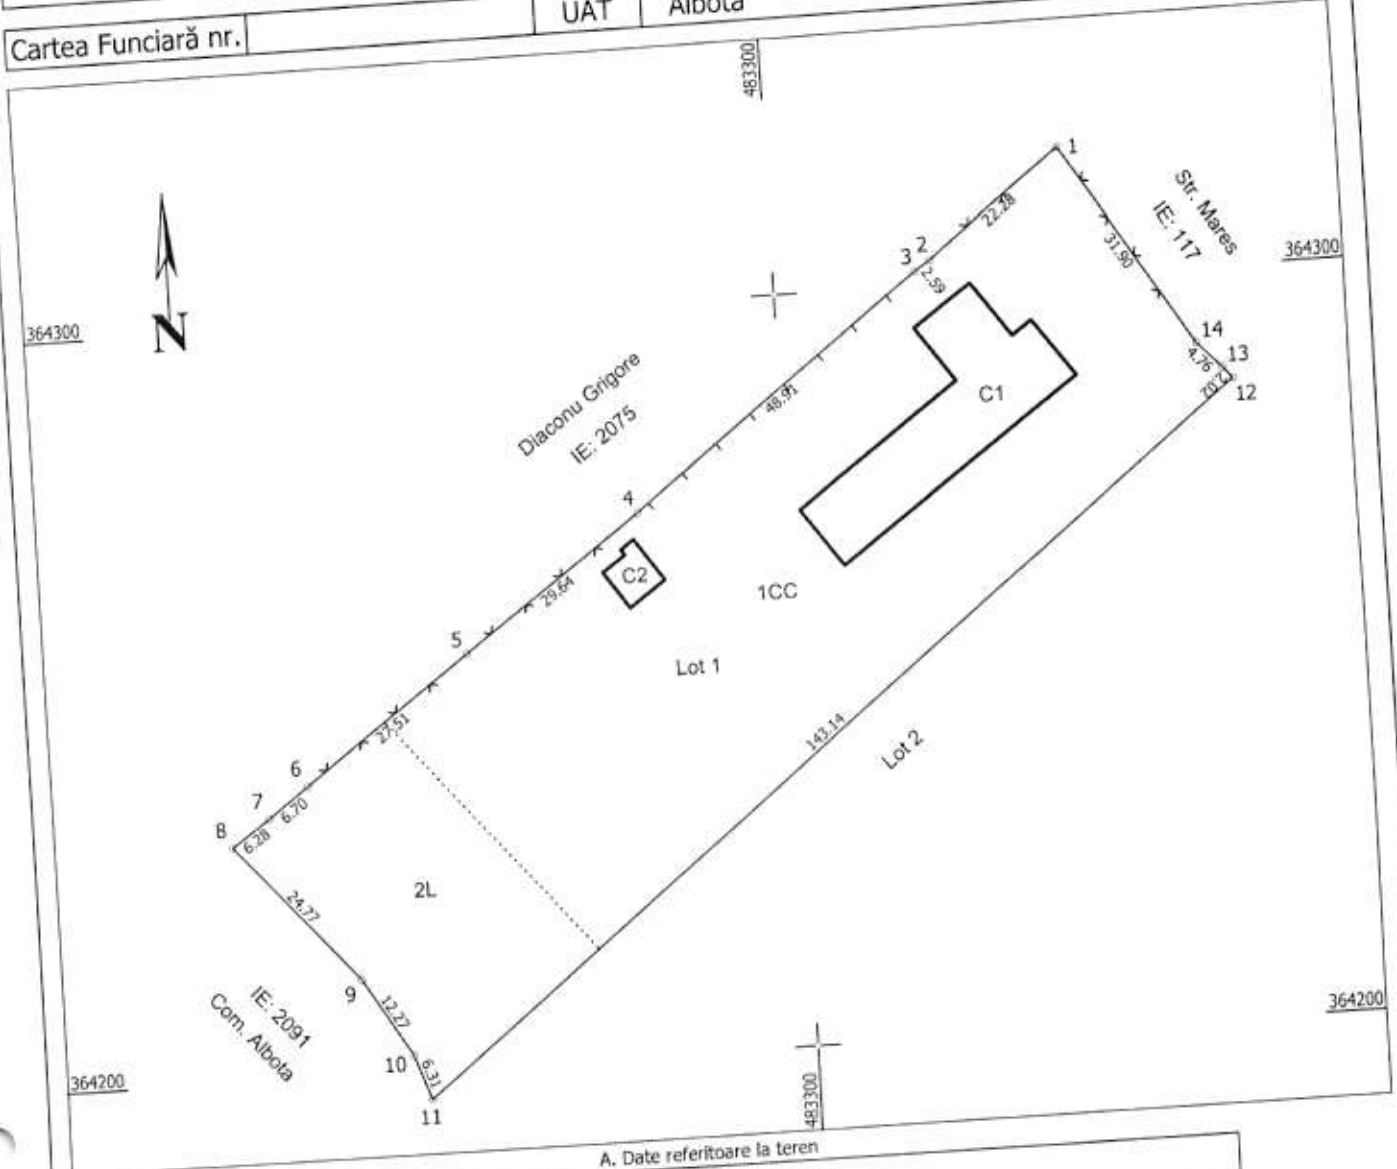 UAT Albota
Cartea Funciară nr.
483300
1
Str. Mares
IE: 117
22.28
31.90
2
3
2.59
364300
364300
N
14
4.76
13
2.02
12
Diaconu Grigore
IE: 2075
48.91
C1
4
C2
29.64
1CC
5
Lot 1
27.51
143.14
Lot 2
6
7
6.70
8
6.28
2L
24.77
9
12.27
IE: 2091
Com. Albota
10
6.31
11
364200
364200
483300
A. Date referitoare la teren